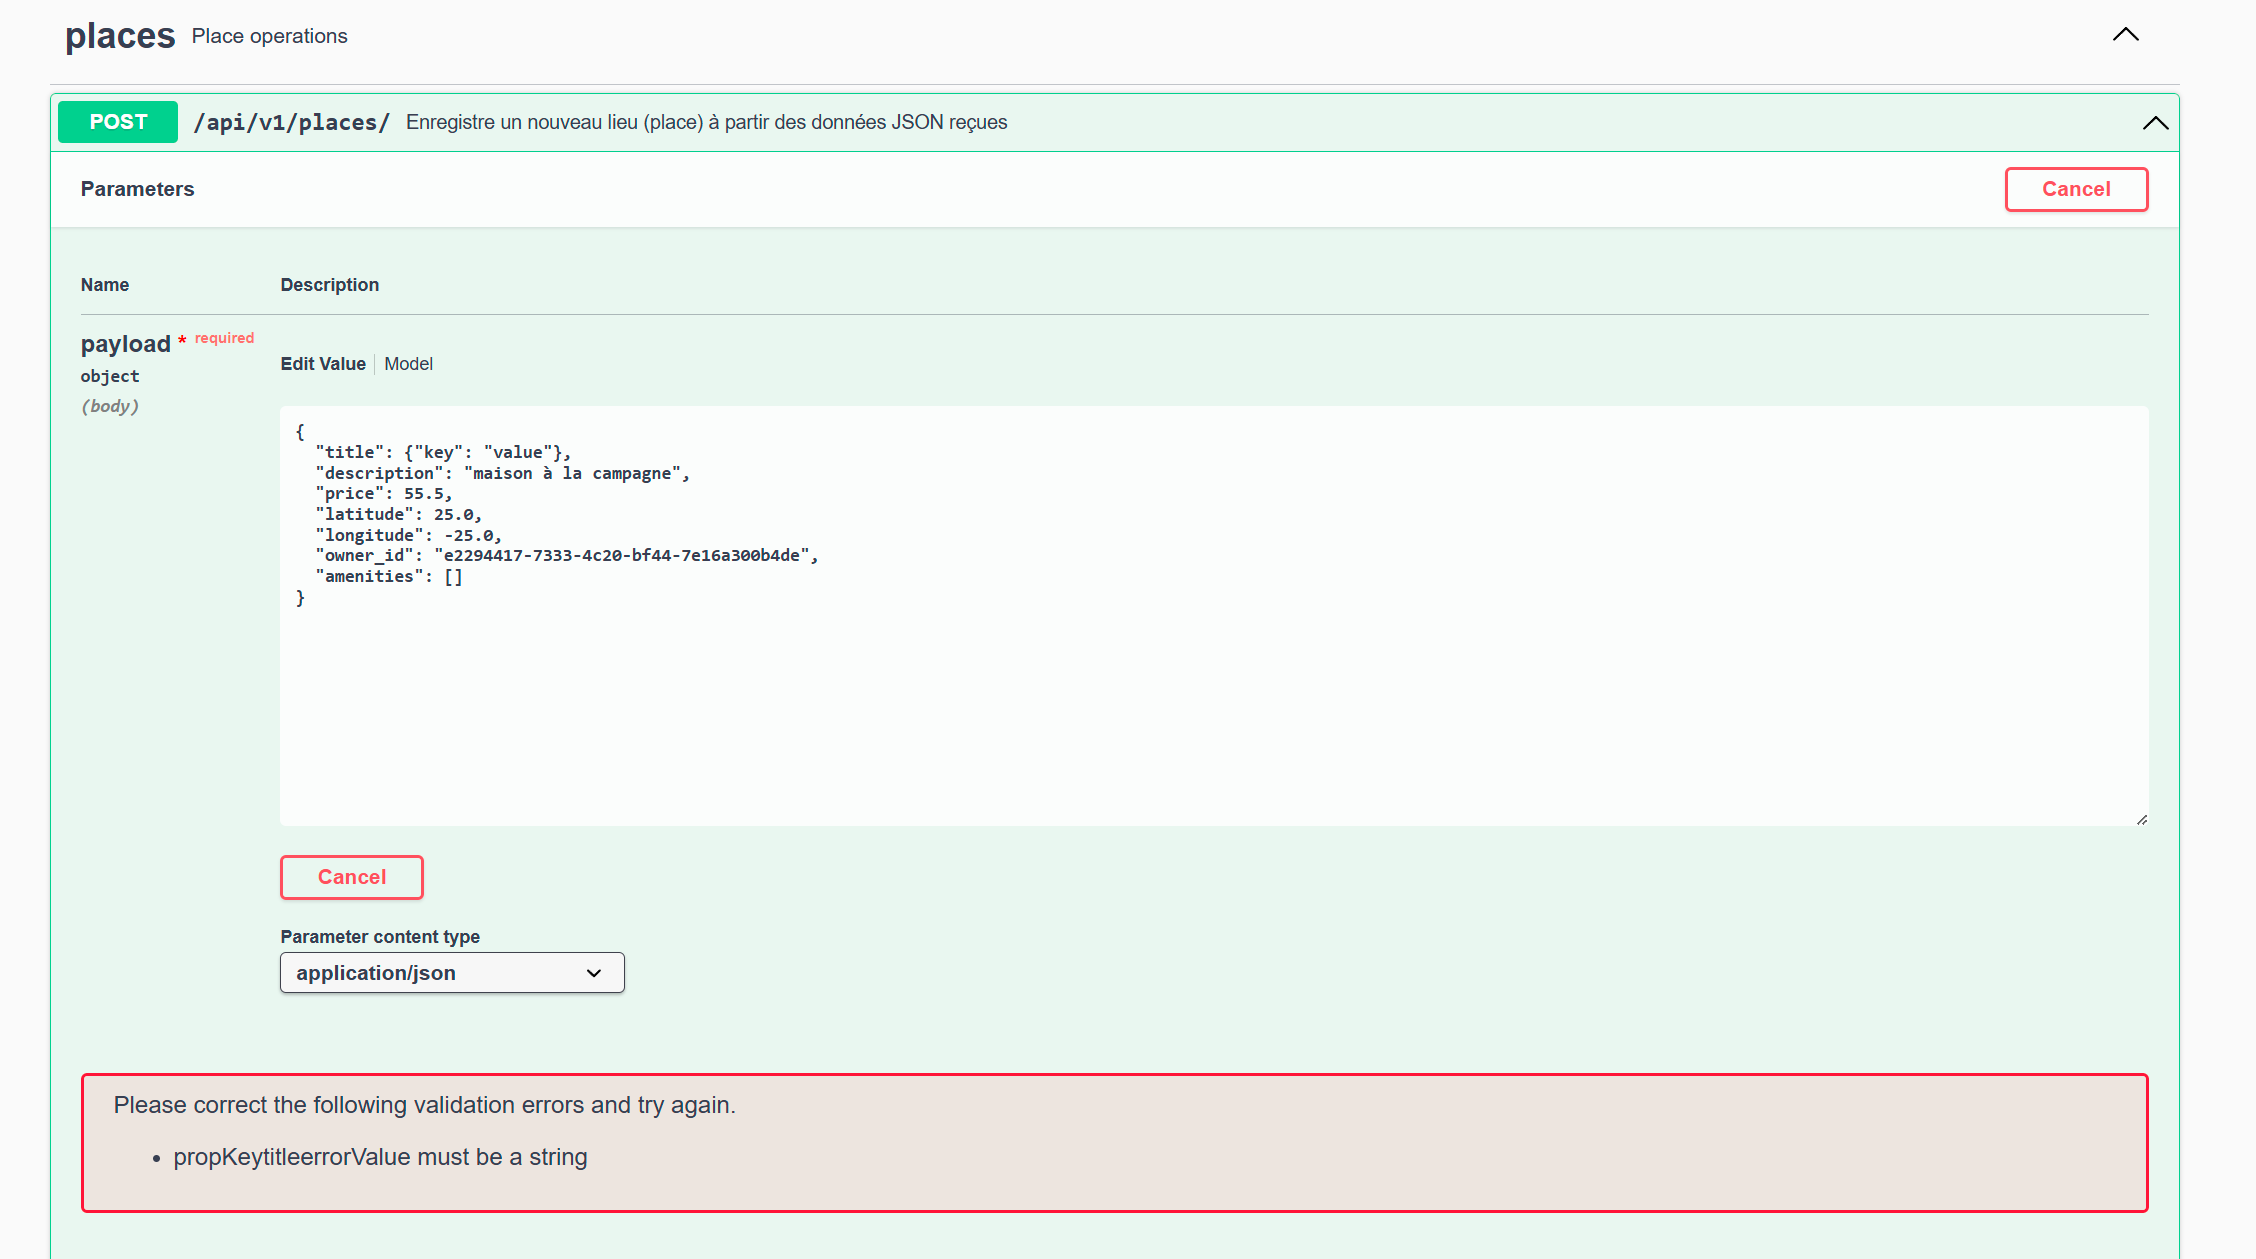 places Place operations
POST /api/v1/places/ Enregistre un nouveau lieu (place) à partir des données JSON reçues
Parameters Cancel
Name Description
payload * required
object
(body)
Edit Value Model
{
  "title": {"key": "value"},
  "description": "maison à la campagne",
  "price": 55.5,
  "latitude": 25.0,
  "longitude": -25.0,
  "owner_id": "e2294417-7333-4c20-bf44-7e16a300b4de",
  "amenities": []
}
Cancel
Parameter content type
application/json
Please correct the following validation errors and try again.
• propKeytitleerrorValue must be a string